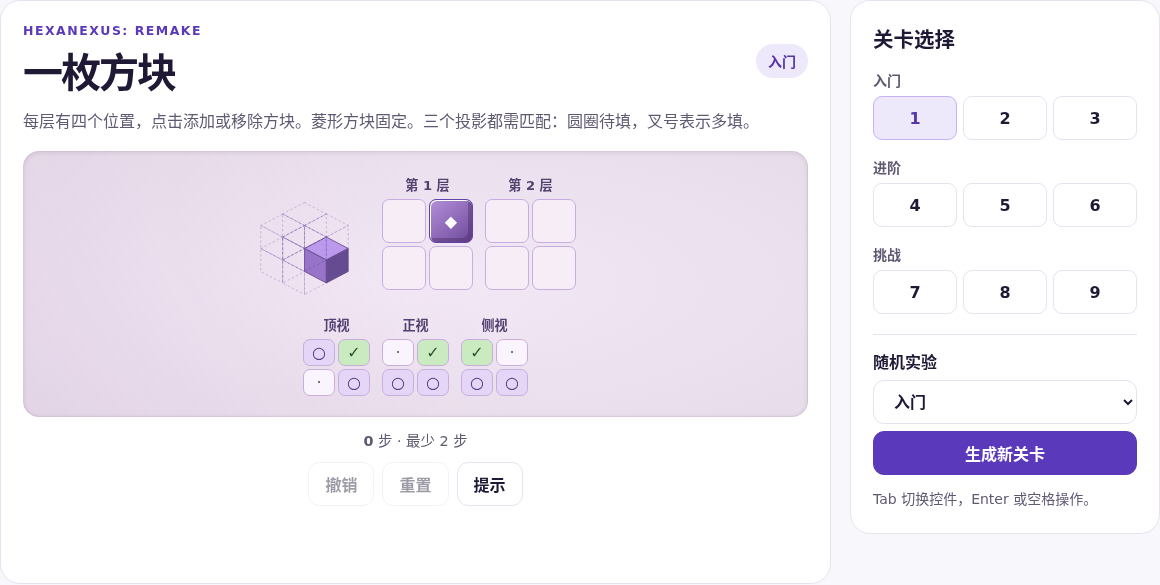 HEXANEXUS: REMAKE
一枚方块
入门
每层有四个位置，点击添加或移除方块。菱形方块固定。三个投影都需匹配：圆圈待填，叉号表示多填。
第 1 层
第 2 层
◆
顶视
正视
侧视
○ ✓ · ✓ ✓ ·
· ○ ○ ○ ○ ○
0 步 · 最少 2 步
撤销
重置
提示
关卡选择
入门
1 2 3
进阶
4 5 6
挑战
7 8 9
随机实验
入门
生成新关卡
Tab 切换控件，Enter 或空格操作。